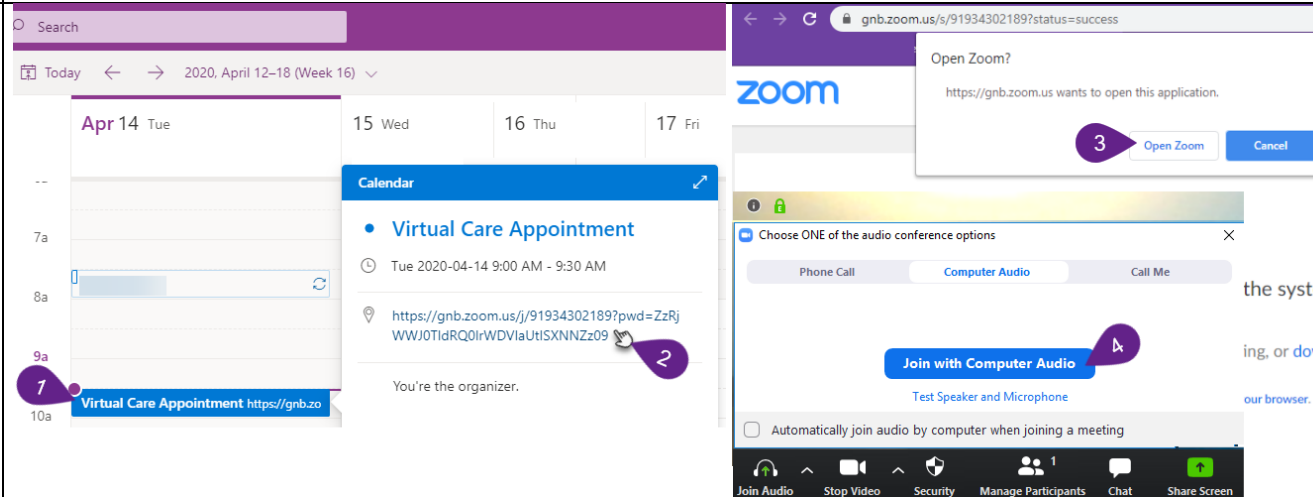 Search
Today 2020, April 12–18 (Week 16)
Apr 14 Tue
15 Wed
16 Thu
17 Fri
7a
8a
9a
10a
1
Virtual Care Appointment https://gnb.zo
Calendar
Virtual Care Appointment
Tue 2020-04-14 9:00 AM - 9:30 AM
https://gnb.zoom.us/j/91934302189?pwd=ZzRj
WWJ0TldRQ0IrWDVIaUtISXNNZz09
2
You're the organizer.
gnb.zoom.us/s/91934302189?status=success
zoom
Open Zoom?
https://gnb.zoom.us wants to open this application.
3
Open Zoom
Cancel
Choose ONE of the audio conference options
Phone Call
Computer Audio
Call Me
4
Join with Computer Audio
Test Speaker and Microphone
Automatically join audio by computer when joining a meeting
Join Audio
Stop Video
Security
1
Manage Participants
Chat
Share Screen
the syst
ing, or do
our browser.